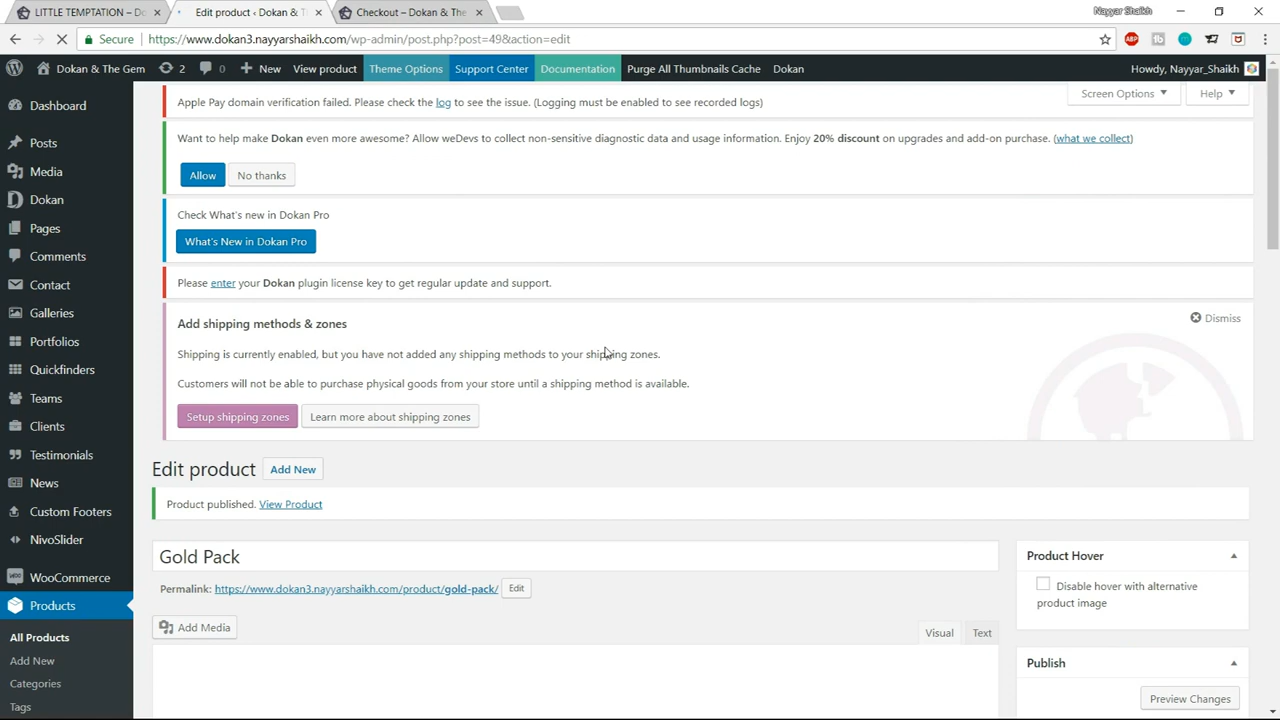 LITTLE TEMPTATION – Do
Edit product ‹ Dokan & T
Checkout – Dokan & The
Nayyar Shaikh
Secure
https://www.dokan3.nayyarshaikh.com/wp-admin/post.php?post=49&action=edit
ABP
Dokan & The Gem
2
0
New
View product
Theme Options
Support Center
Documentation
Purge All Thumbnails Cache
Dokan
Howdy, Nayyar_Shaikh
Dashboard
Posts
Media
Dokan
Pages
Comments
Contact
Galleries
Portfolios
Quickfinders
Teams
Clients
Testimonials
News
Custom Footers
NivoSlider
WooCommerce
Products
All Products
Add New
Categories
Tags
Apple Pay domain verification failed. Please check the log to see the issue. (Logging must be enabled to see recorded logs)
Screen Options
Help
Want to help make Dokan even more awesome? Allow weDevs to collect non-sensitive diagnostic data and usage information. Enjoy 20% discount on upgrades and add-on purchase. (what we collect)
Allow
No thanks
Check What's new in Dokan Pro
What's New in Dokan Pro
Please enter your Dokan plugin license key to get regular update and support.
Add shipping methods & zones
Dismiss
Shipping is currently enabled, but you have not added any shipping methods to your shipping zones.
Customers will not be able to purchase physical goods from your store until a shipping method is available.
Setup shipping zones
Learn more about shipping zones
Edit product
Add New
Product published. View Product
Gold Pack
Permalink: https://www.dokan3.nayyarshaikh.com/product/gold-pack/
Edit
Add Media
Visual
Text
Product Hover
Disable hover with alternative
product image
Publish
Preview Changes